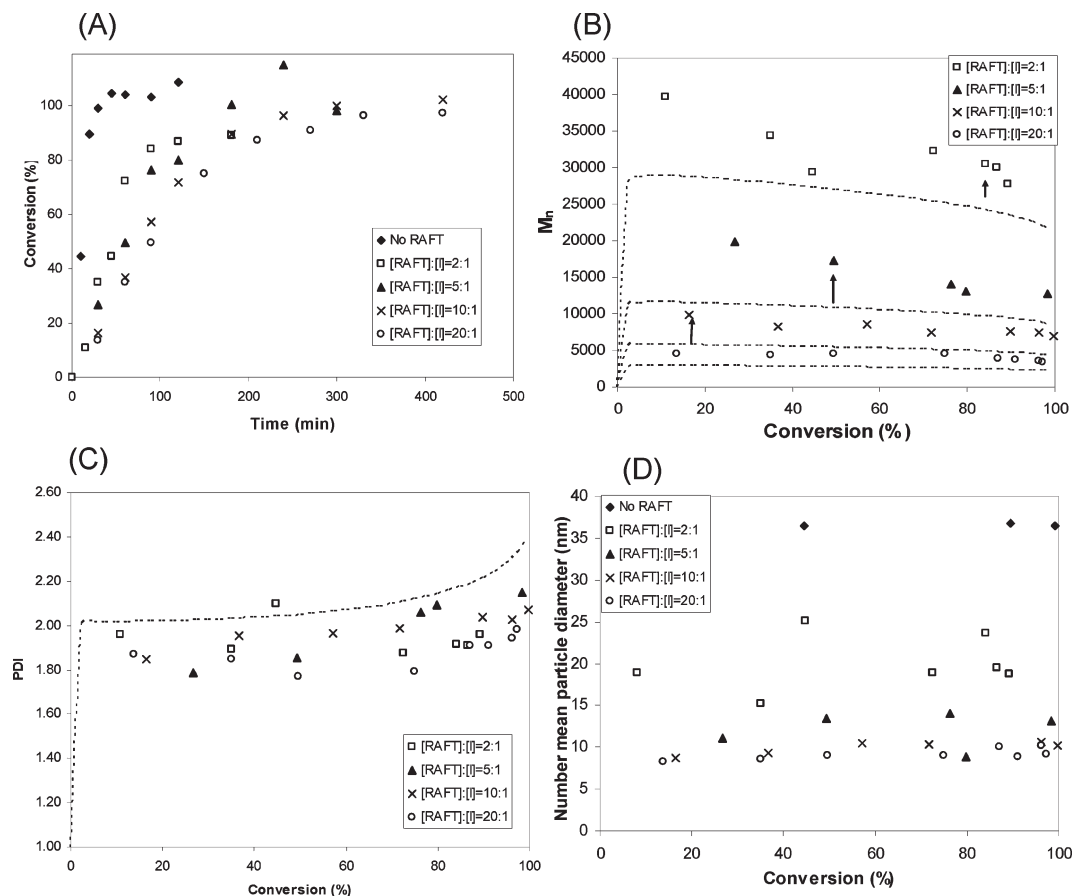 (A)
Conversion (%)
100
80
60
40
20
0
0 100 200 300 400 500
Time (min)
No RAFT
[RAFT]:[I]=2:1
[RAFT]:[I]=5:1
[RAFT]:[I]=10:1
[RAFT]:[I]=20:1
(B)
Mn
45000
40000
35000
30000
25000
20000
15000
10000
5000
0
0 20 40 60 80 100
Conversion (%)
[RAFT]:[I]=2:1
[RAFT]:[I]=5:1
[RAFT]:[I]=10:1
[RAFT]:[I]=20:1
(C)
PDI
2.60
2.40
2.20
2.00
1.80
1.60
1.40
1.20
1.00
0 20 40 60 80 100
Conversion (%)
[RAFT]:[I]=2:1
[RAFT]:[I]=5:1
[RAFT]:[I]=10:1
[RAFT]:[I]=20:1
(D)
Number mean particle diameter (nm)
40
35
30
25
20
15
10
5
0
0 20 40 60 80 100
Conversion (%)
No RAFT
[RAFT]:[I]=2:1
[RAFT]:[I]=5:1
[RAFT]:[I]=10:1
[RAFT]:[I]=20:1